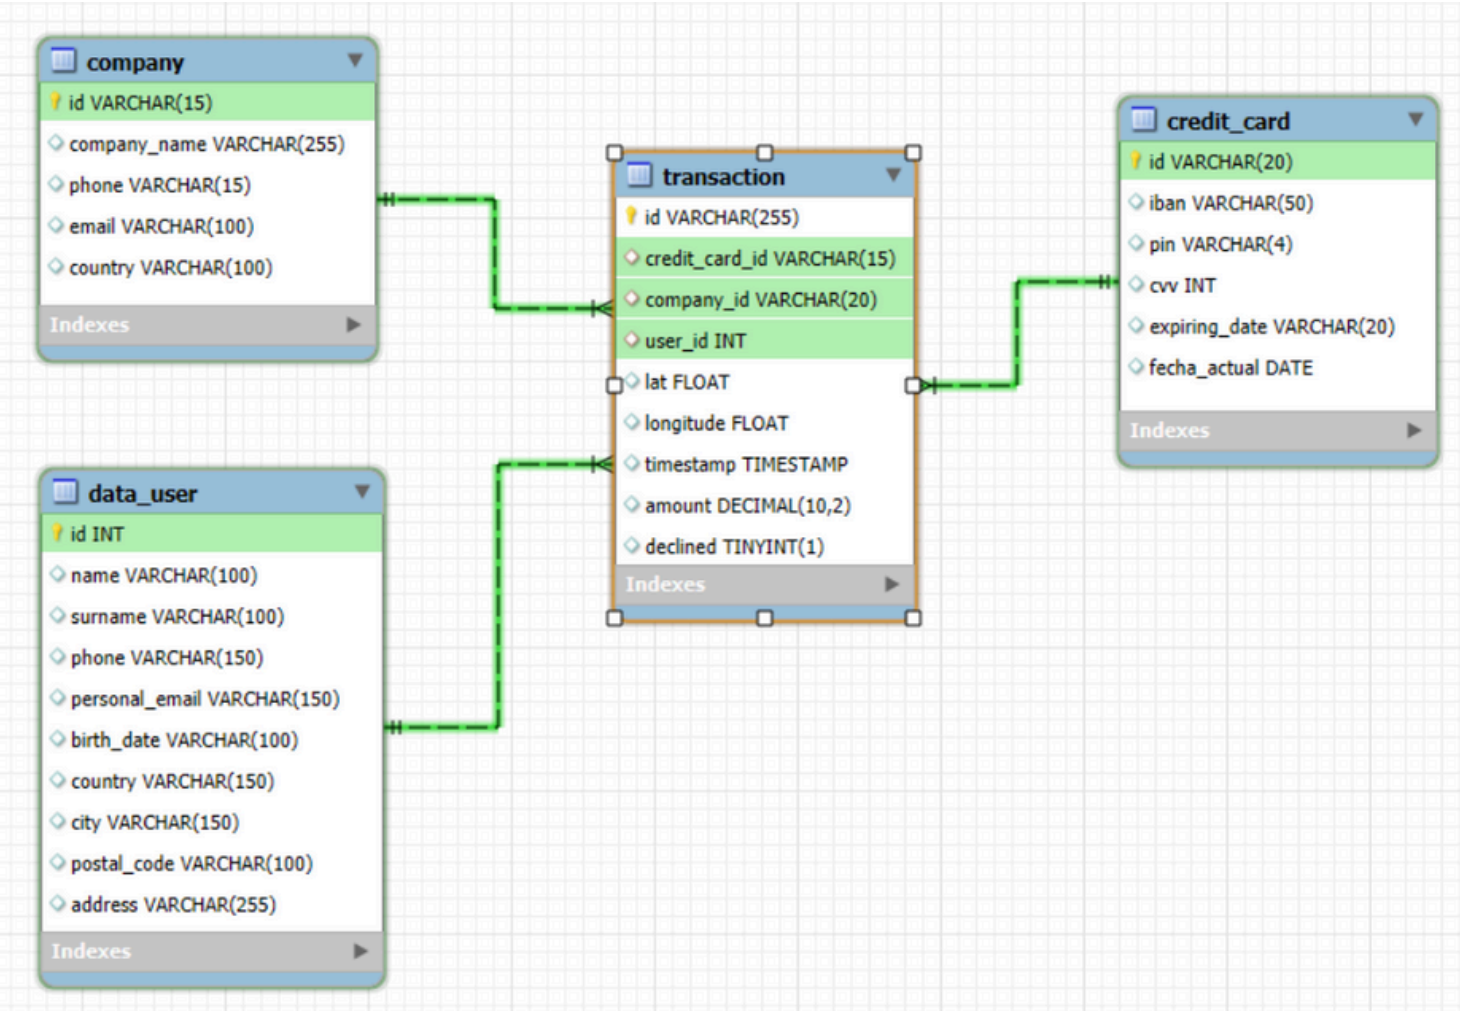 company
id VARCHAR(15)
company_name VARCHAR(255)
phone VARCHAR(15)
email VARCHAR(100)
country VARCHAR(100)
Indexes
transaction
id VARCHAR(255)
credit_card_id VARCHAR(15)
company_id VARCHAR(20)
user_id INT
lat FLOAT
longitude FLOAT
timestamp TIMESTAMP
amount DECIMAL(10,2)
declined TINYINT(1)
Indexes
credit_card
id VARCHAR(20)
iban VARCHAR(50)
pin VARCHAR(4)
cvv INT
expiring_date VARCHAR(20)
fecha_actual DATE
Indexes
data_user
id INT
name VARCHAR(100)
surname VARCHAR(100)
phone VARCHAR(150)
personal_email VARCHAR(150)
birth_date VARCHAR(100)
country VARCHAR(150)
city VARCHAR(150)
postal_code VARCHAR(100)
address VARCHAR(255)
Indexes